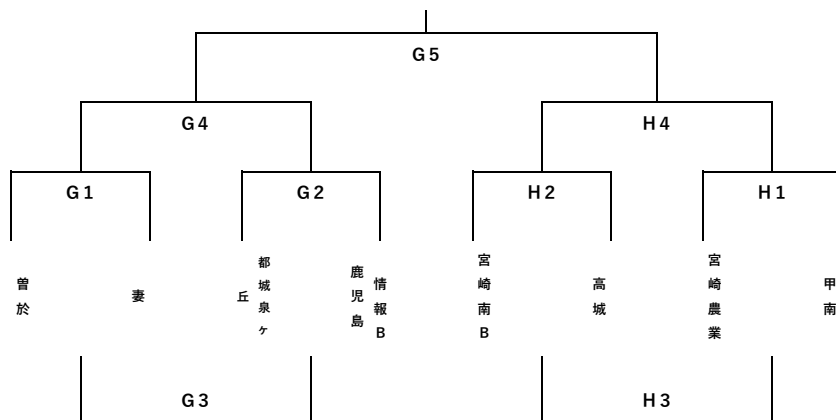 G5
G4
H4
G1
G2
H2
H1
曽於
妻
都城泉ケ
丘
鹿児島
情報B
宮崎南B
高城
宮崎農業
甲南
G3
H3